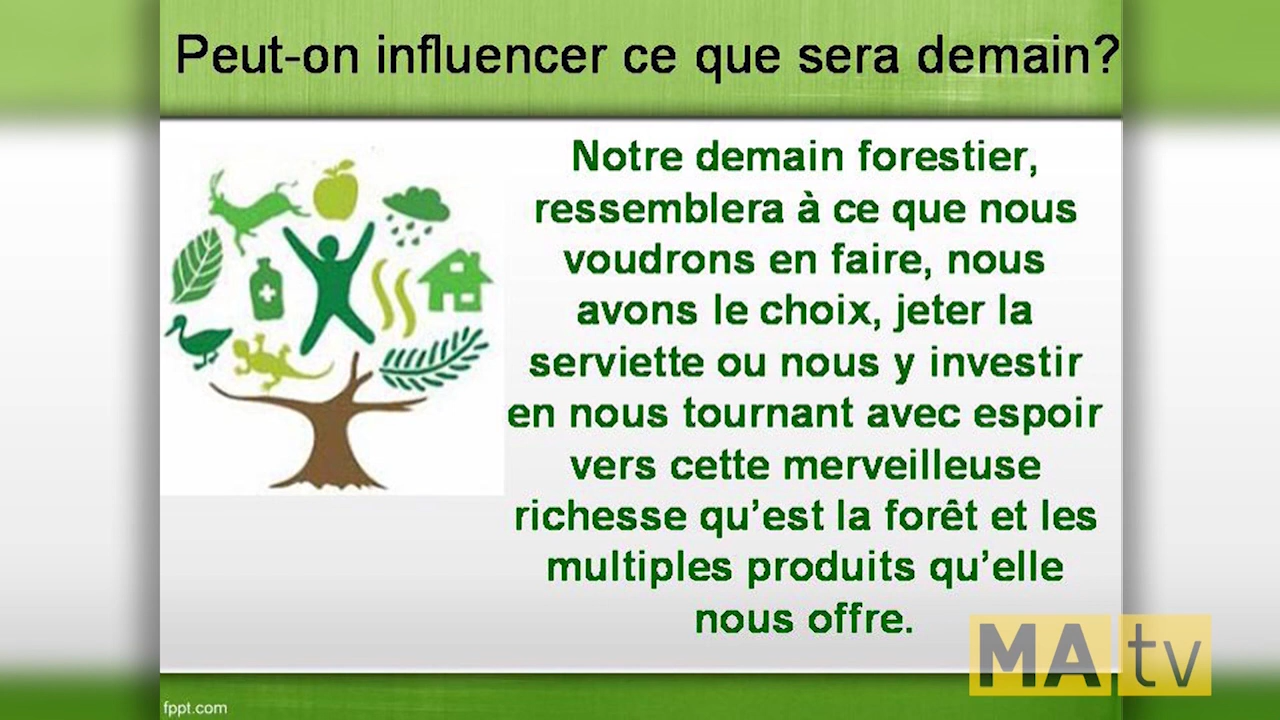 Peut-on influencer ce que sera demain?
Notre demain forestier,
ressemblera à ce que nous
voudrons en faire, nous
avons le choix, jeter la
serviette ou nous y investir
en nous tournant avec espoir
vers cette merveilleuse
richesse qu’est la forêt et les
multiples produits qu’elle
nous offre.
MAtv
fppt.com